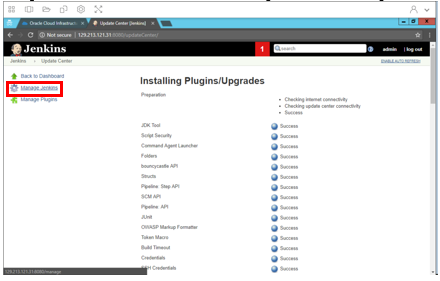 Oracle Cloud Infrastruct
Update Center [Jenkins]
Not secure | 129.213.121.31:8080/updateCenter/
Jenkins
1
search
admin | log out
Jenkins › Update Center
ENABLE AUTO REFRESH
Back to Dashboard
Manage Jenkins
Manage Plugins
Installing Plugins/Upgrades
Preparation
• Checking internet connectivity
• Checking update center connectivity
• Success
JDK Tool Success
Script Security Success
Command Agent Launcher Success
Folders Success
bouncycastle API Success
Structs Success
Pipeline: Step API Success
SCM API Success
Pipeline: API Success
JUnit Success
OWASP Markup Formatter Success
Token Macro Success
Build Timeout Success
Credentials Success
SSH Credentials Success
129.213.121.31:8080/manage